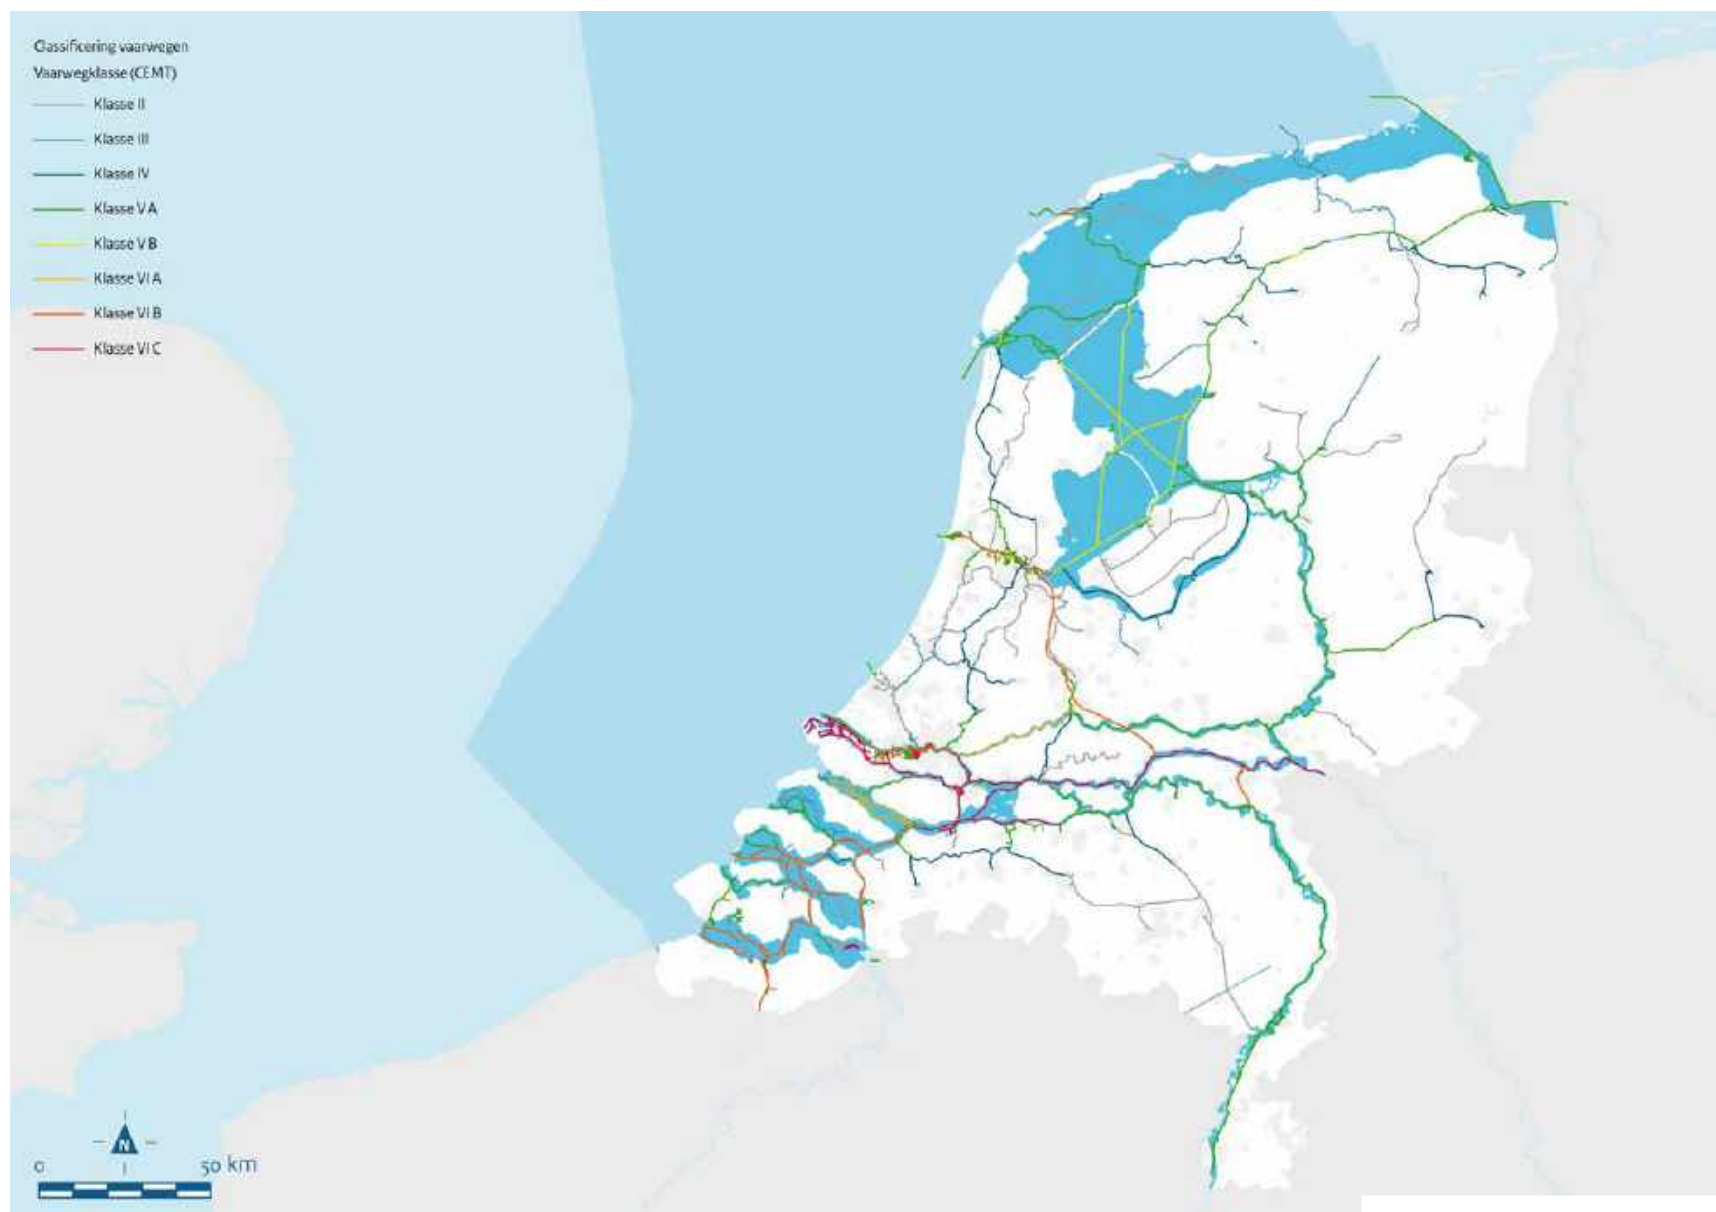 Classificering vaarwegen
Vaarwegklasse (CEMT)
Klasse II
Klasse III
Klasse IV
Klasse V A
Klasse V B
Klasse VI A
Klasse VI B
Klasse VI C
N
0 50 km